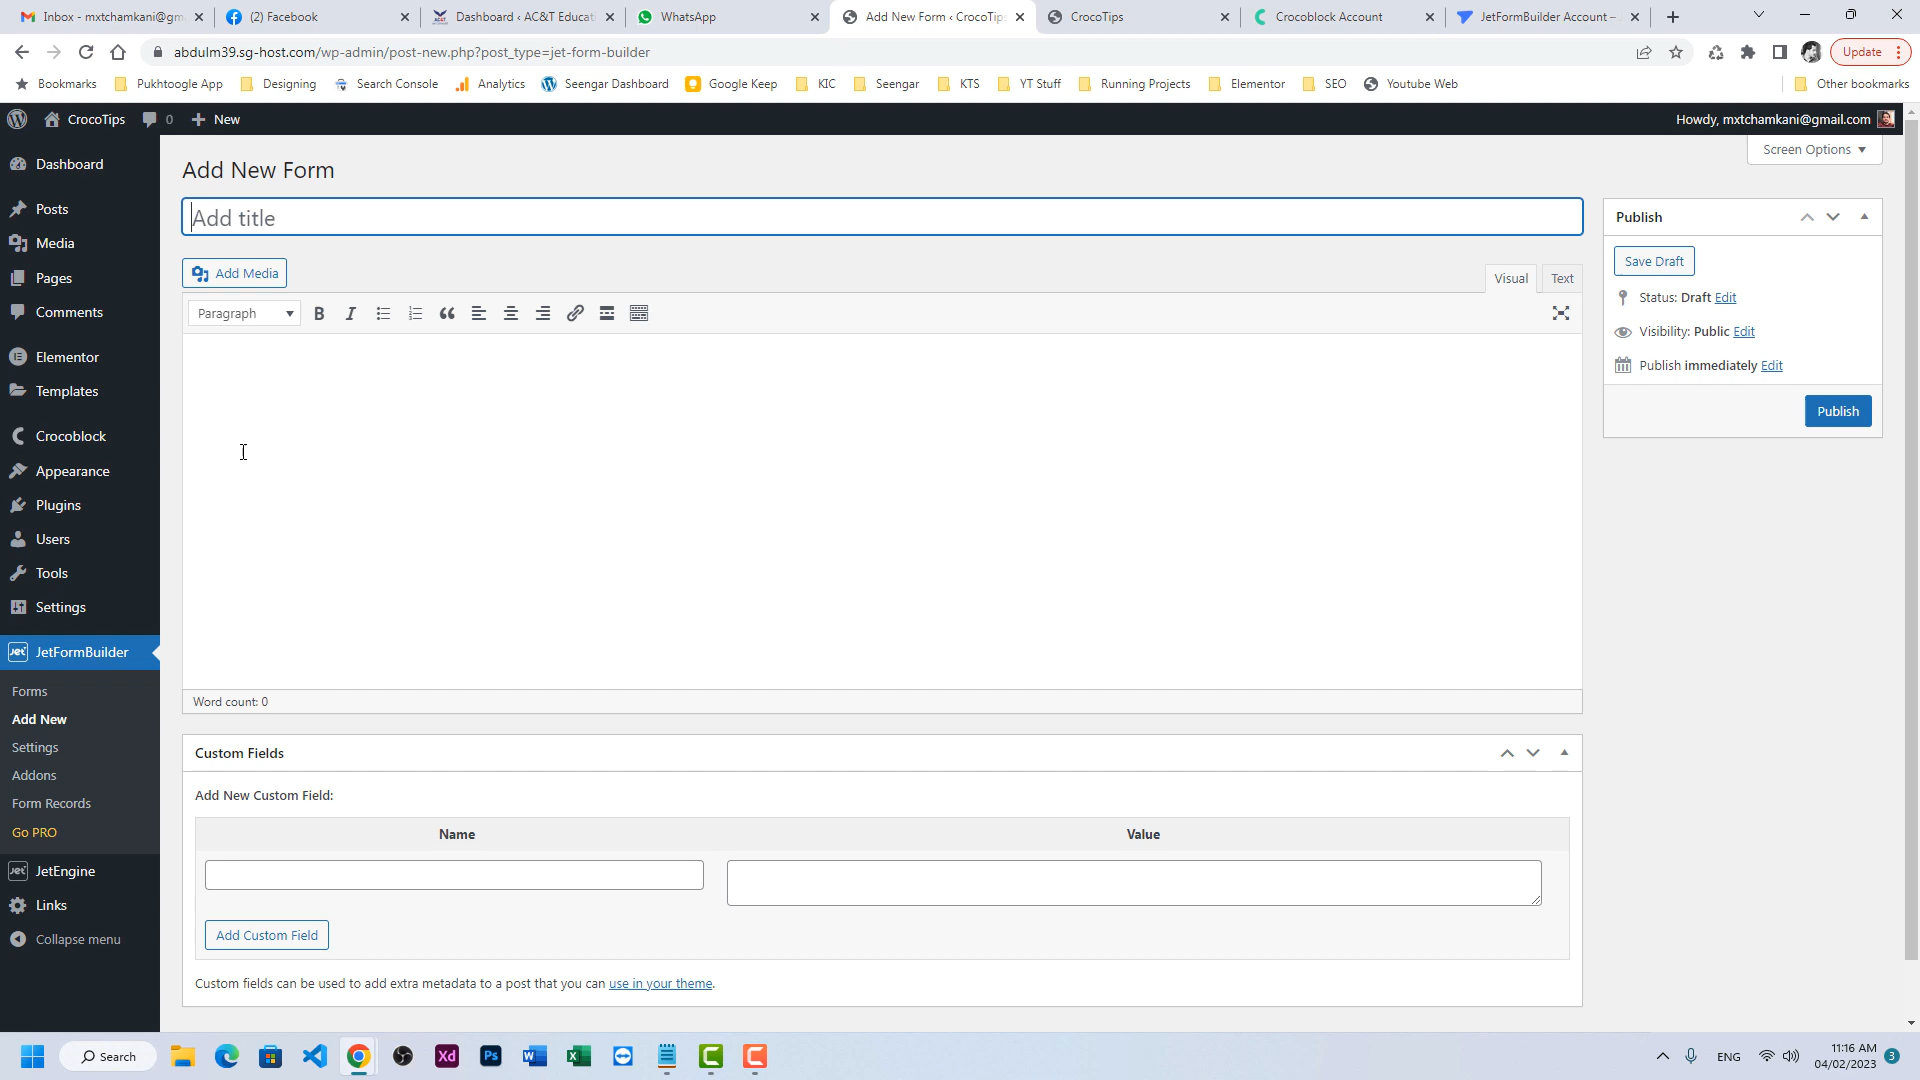 Inbox - mxtchamkani@gm
(2) Facebook
Dashboard ‹ AC&T Educati
WhatsApp
Add New Form ‹ CrocoTips
CrocoTips
Crocoblock Account
JetFormBuilder Account –
abdulm39.sg-host.com/wp-admin/post-new.php?post_type=jet-form-builder
Update
Bookmarks
Pukhtoogle App
Designing
Search Console
Analytics
Seengar Dashboard
Google Keep
KIC
Seengar
KTS
YT Stuff
Running Projects
Elementor
SEO
Youtube Web
Other bookmarks
CrocoTips
0
New
Howdy, mxtchamkani@gmail.com
Dashboard
Posts
Media
Pages
Comments
Elementor
Templates
Crocoblock
Appearance
Plugins
Users
Tools
Settings
Jet JetFormBuilder
Forms
Add New
Settings
Addons
Form Records
Go PRO
Jet JetEngine
Links
Collapse menu
Screen Options
Add New Form
Add title
Add Media
Visual
Text
Paragraph
B I
Word count: 0
Custom Fields
Add New Custom Field:
Name
Value
Add Custom Field
Custom fields can be used to add extra metadata to a post that you can use in your theme.
Publish
Save Draft
Status: Draft Edit
Visibility: Public Edit
Publish immediately Edit
Publish
Search
Xd
Ps
ENG
11:16 AM
04/02/2023
3